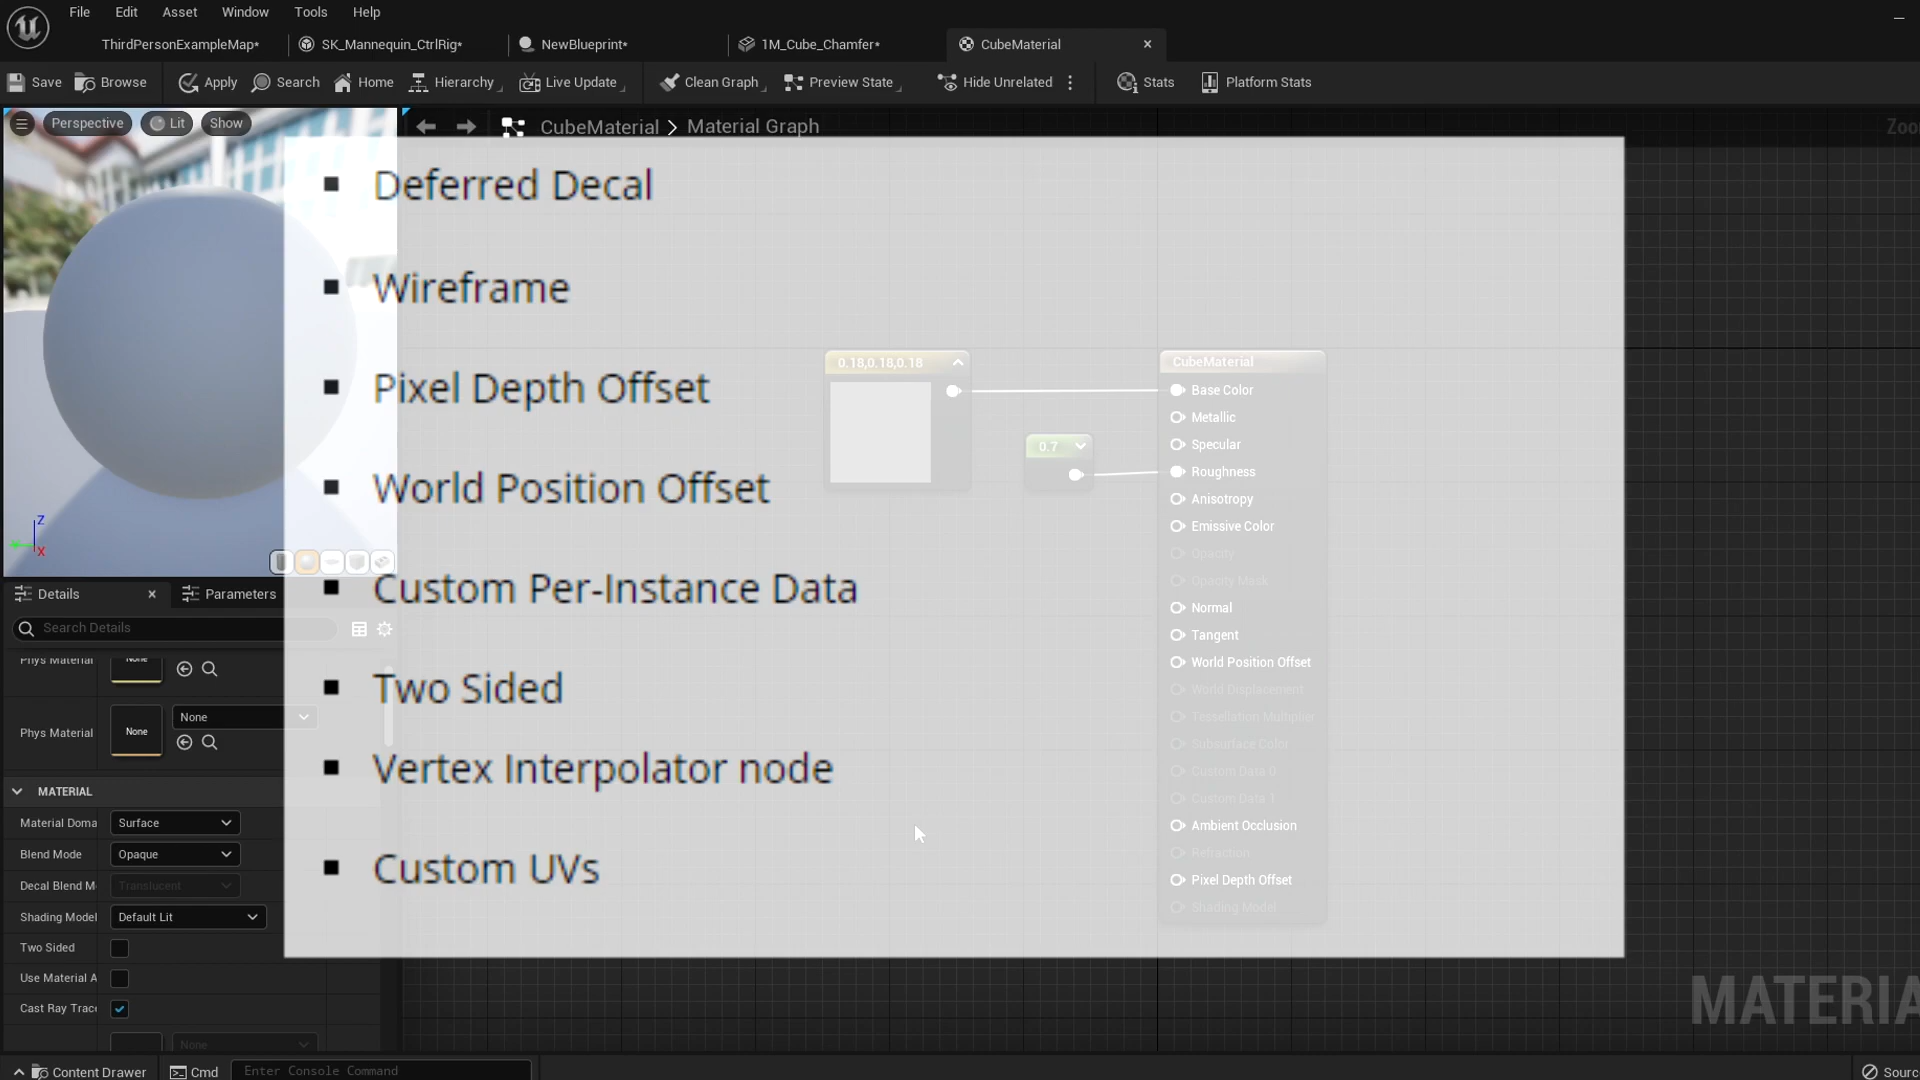 File Edit Asset Window Tools Help
ThirdPersonExampleMap* SK_Mannequin_CtrlRig* NewBlueprint* 1M_Cube_Chamfer* CubeMaterial
Save Browse Apply Search Home Hierarchy Live Update Clean Graph Preview State Hide Unrelated Stats Platform Stats
Perspective Lit Show
CubeMaterial > Material Graph
Zoo
Deferred Decal
Wireframe
Pixel Depth Offset
World Position Offset
Custom Per-Instance Data
Two Sided
Vertex Interpolator node
Custom UVs
0.18,0.18,0.18
0.7
CubeMaterial
Base Color
Metallic
Specular
Roughness
Anisotropy
Emissive Color
Opacity
Opacity Mask
Normal
Tangent
World Position Offset
World Displacement
Tessellation Multiplier
Subsurface Color
Custom Data 0
Custom Data 1
Ambient Occlusion
Refraction
Pixel Depth Offset
Shading Model
Z
X
Details Parameters
Search Details
Phys Material None
Phys Material None None
MATERIAL
Material Doma Surface
Blend Mode Opaque
Decal Blend M Translucent
Shading Model Default Lit
Two Sided
Use Material A
Cast Ray Trace
None
MATERIA
Content Drawer Cmd Enter Console Command
Sourc